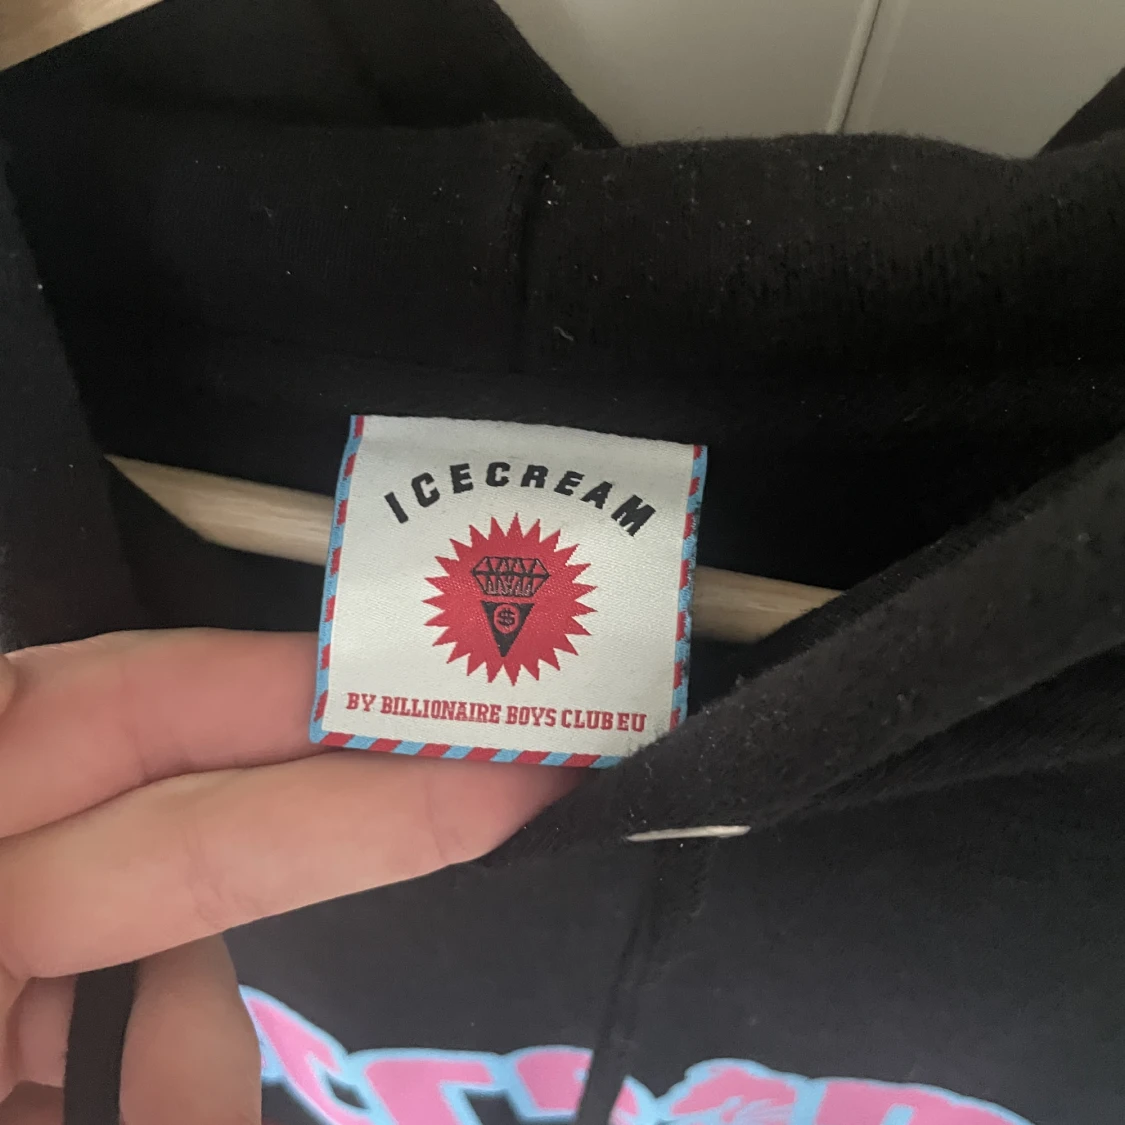 ICECREAM
$
BY BILLIONAIRE BOYS CLUB EU